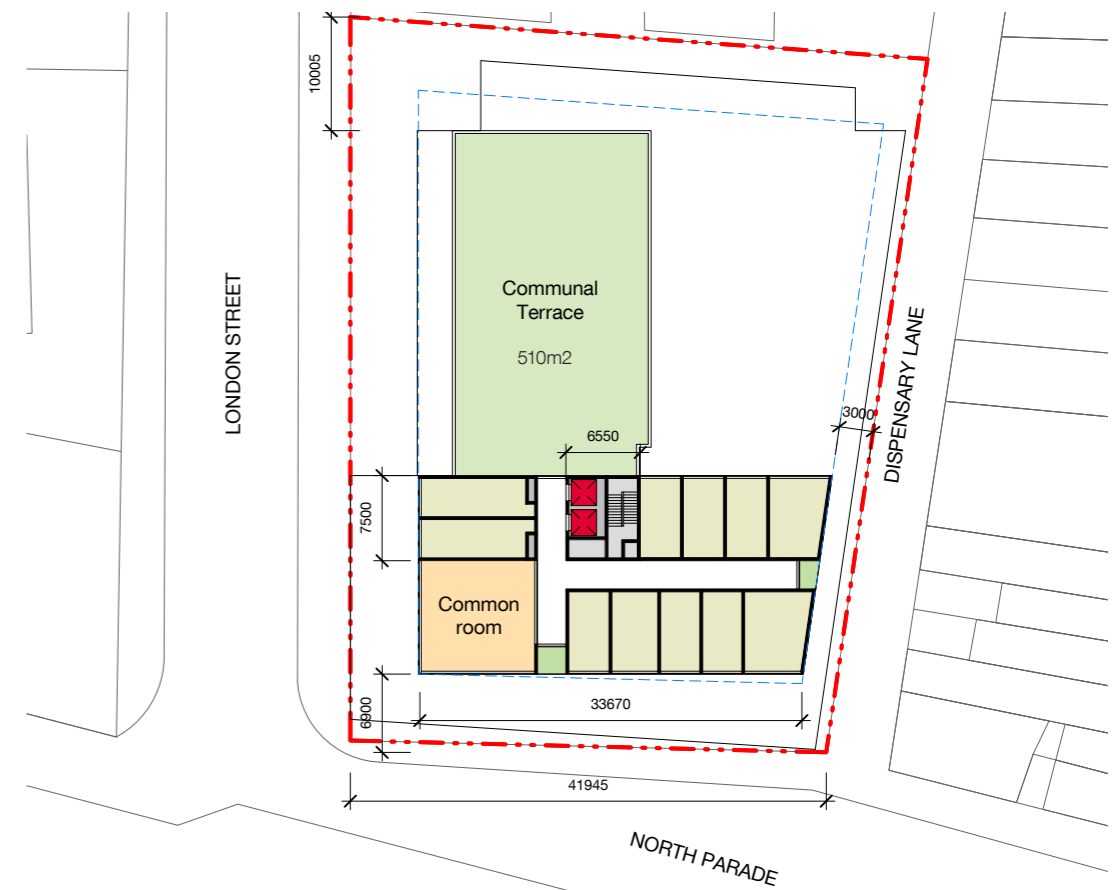 10005
LONDON STREET
Communal
Terrace
510m2
DISPENSARY LANE
3000
6550
7500
Common
room
6900
33670
41945
NORTH PARADE